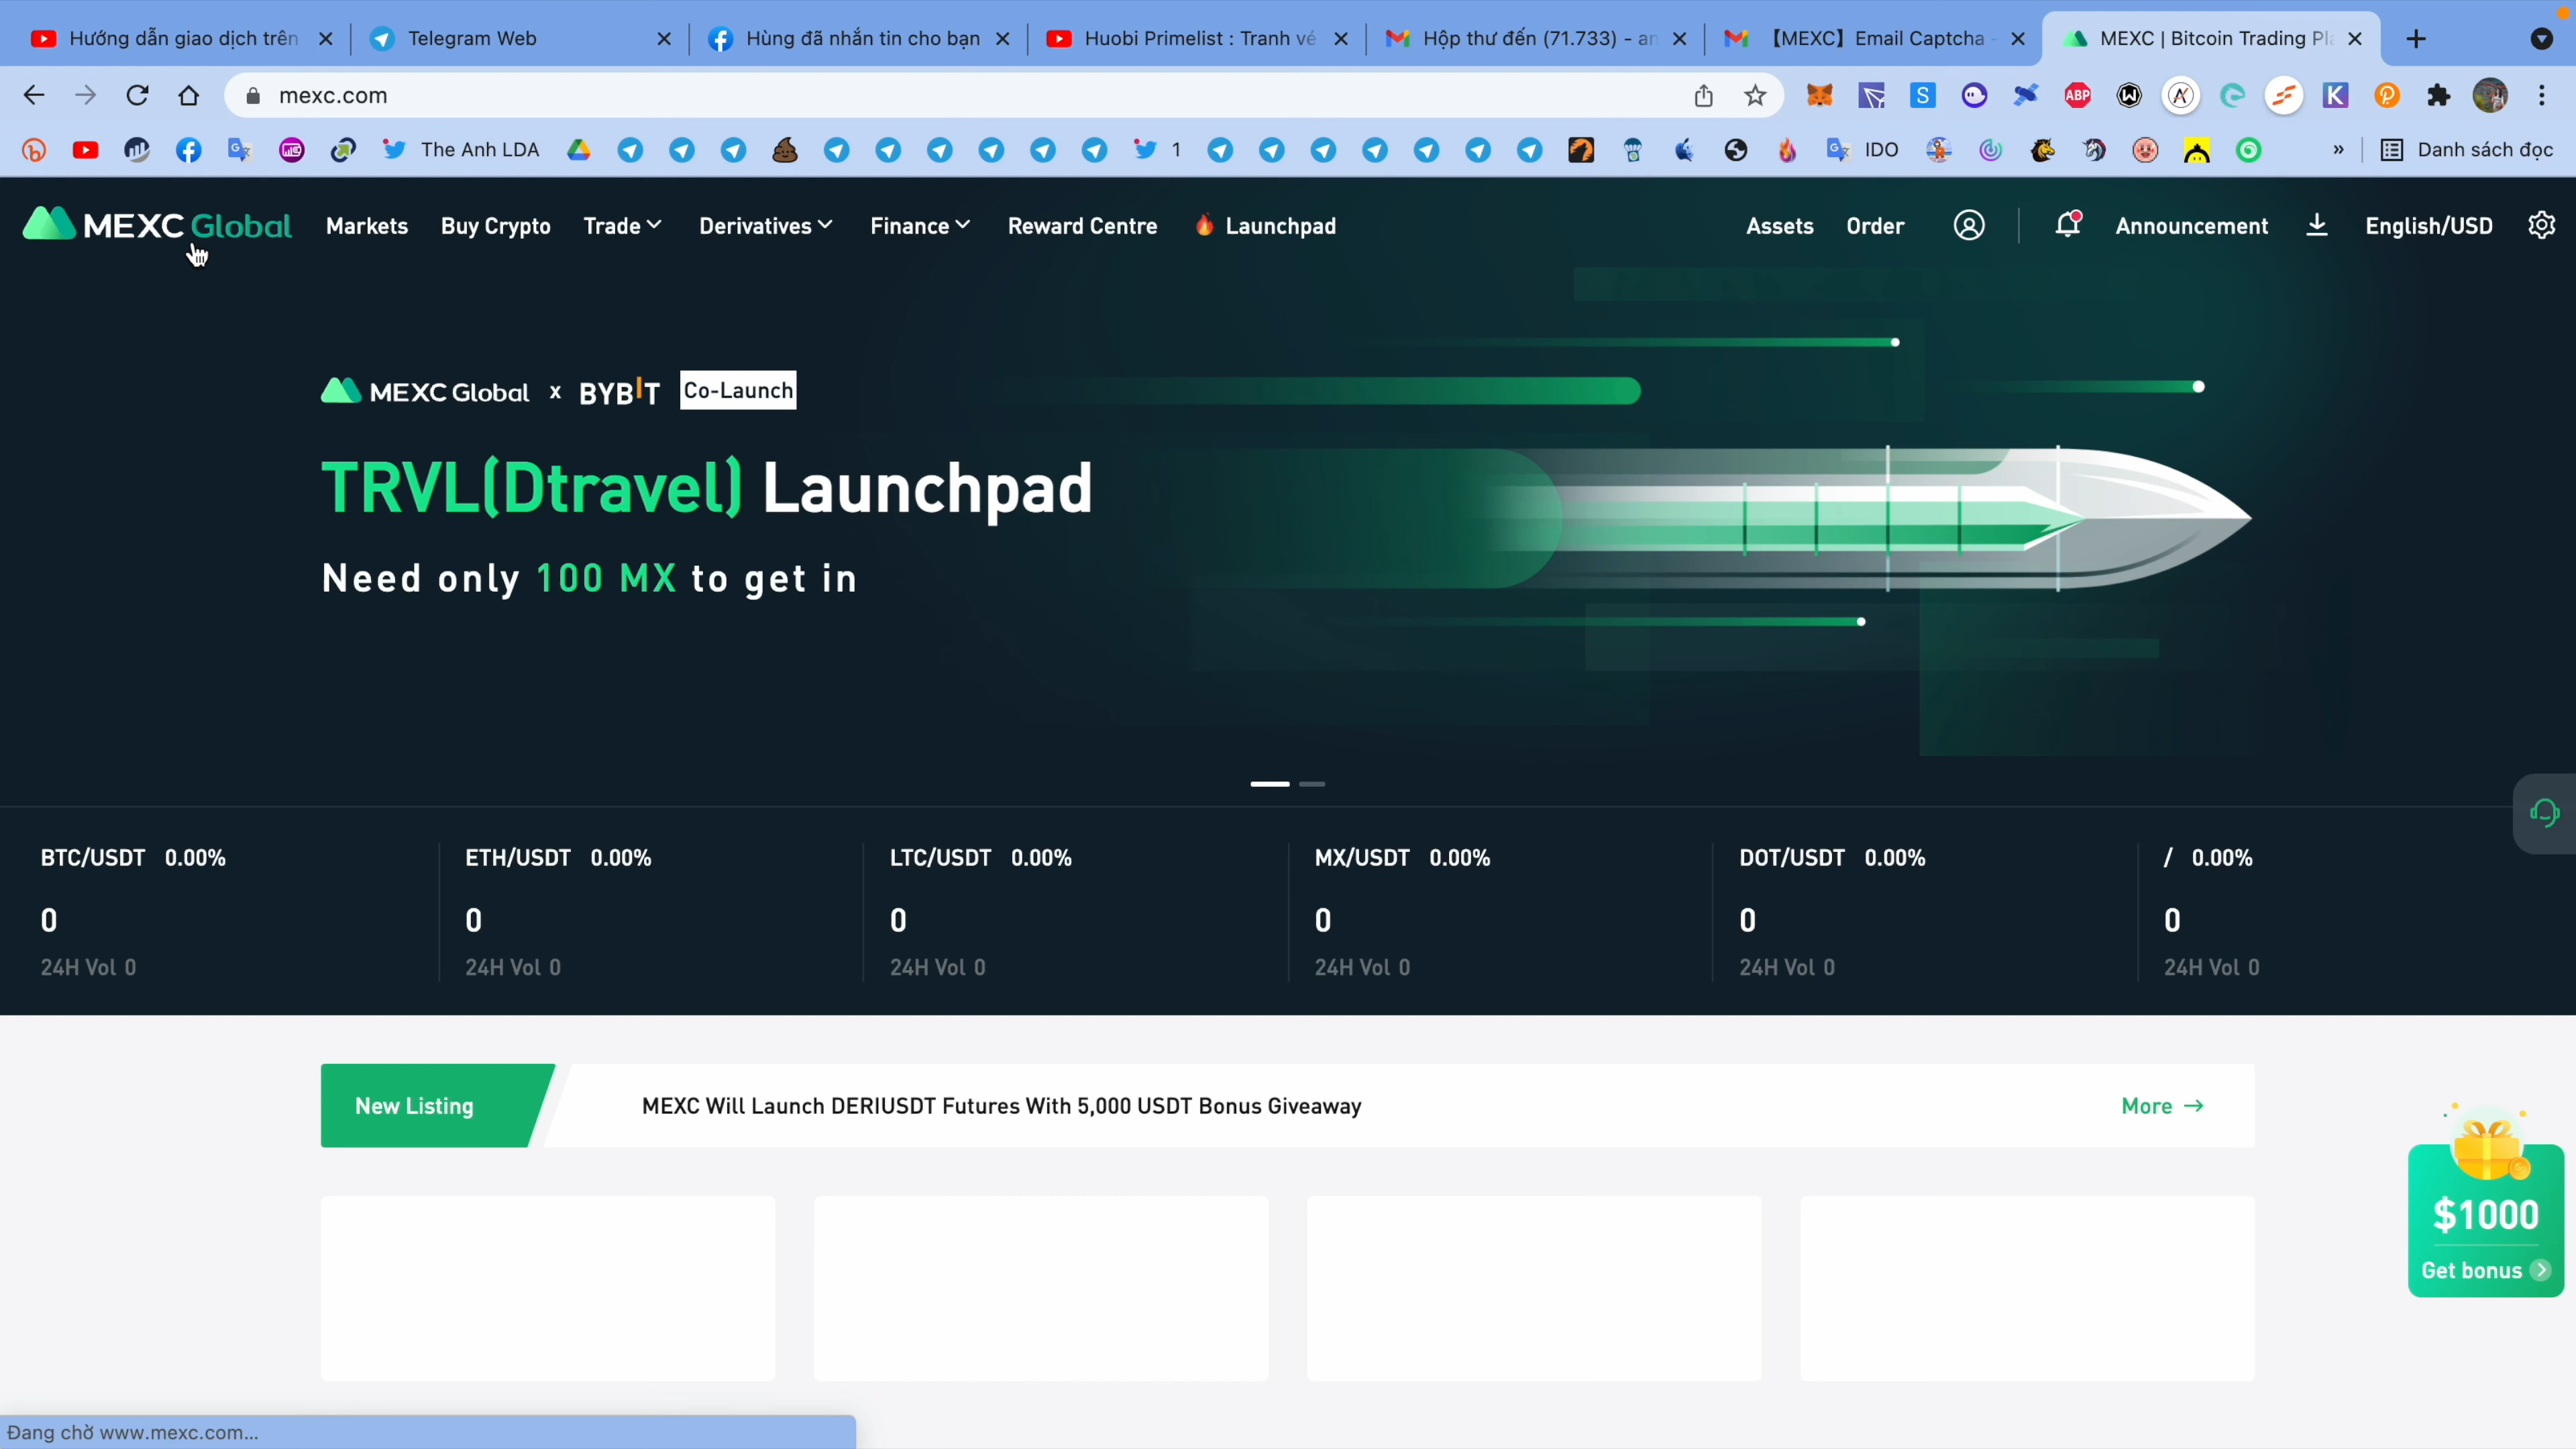 Hướng dẫn giao dịch trên
Telegram Web
Hùng đã nhắn tin cho bạn
Huobi Primelist : Tranh vé
Hộp thư đến (71.733) - an
【MEXC】Email Captcha -
MEXC | Bitcoin Trading Pla
mexc.com
ABP
The Anh LDA
1
IDO
»
Danh sách đọc
MEXC Global
Markets
Buy Crypto
Trade
Derivatives
Finance
Reward Centre
Launchpad
Assets
Order
Announcement
English/USD
MEXC Global x BYBIT Co-Launch
TRVL(Dtravel) Launchpad
Need only 100 MX to get in
BTC/USDT 0.00%
0
24H Vol 0
ETH/USDT 0.00%
0
24H Vol 0
LTC/USDT 0.00%
0
24H Vol 0
MX/USDT 0.00%
0
24H Vol 0
DOT/USDT 0.00%
0
24H Vol 0
/ 0.00%
0
24H Vol 0
New Listing
MEXC Will Launch DERIUSDT Futures With 5,000 USDT Bonus Giveaway
More →
$1000
Get bonus
Đang chờ www.mexc.com...